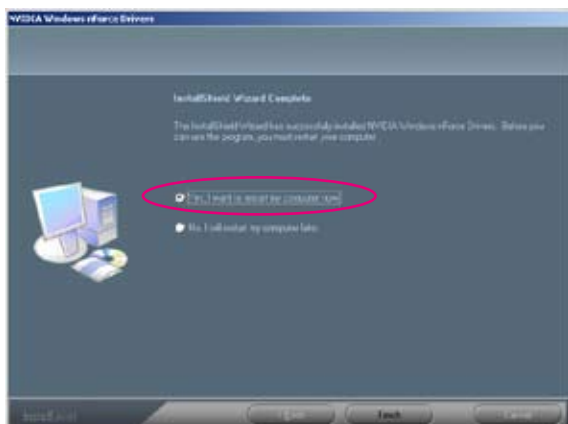 NVIDIA Windows nForce Drivers
InstallShield Wizard Complete
The InstallShield Wizard has successfully installed NVIDIA Windows nForce Drivers. Before you
can use the program, you must restart your computer.
Yes, I want to restart my computer now.
No, I will restart my computer later.
InstallShield
< Back
Finish
Cancel